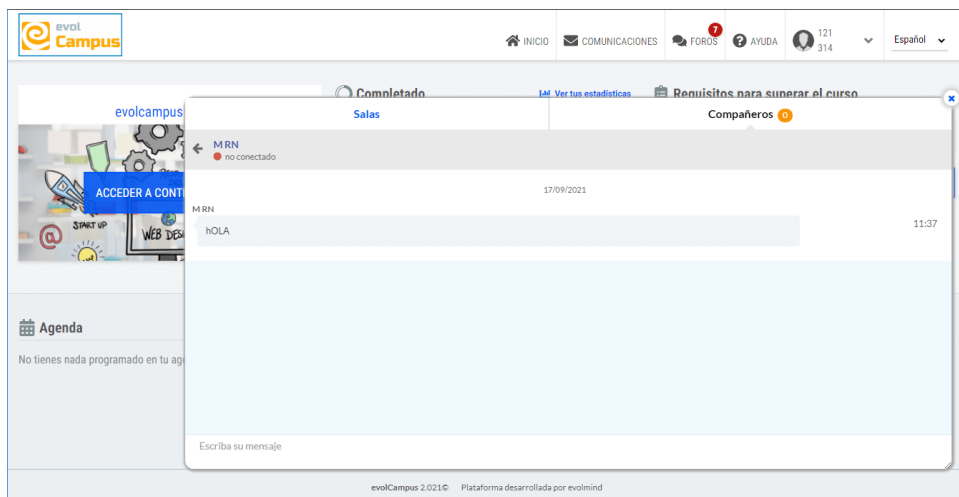 evol
Campus
INICIO
COMUNICACIONES
FOROS
7
AYUDA
121
314
Español
Completado
Ver tus estadísticas
Requisitos para superar el curso
evolcampus
ACCEDER A CONT
START UP
WEB DES
Salas
Compañeros 0
M RN
no conectado
17/09/2021
M RN
hOLA
11:37
Agenda
No tienes nada programado en tu ag
Escriba su mensaje
evolCampus 2.021© Plataforma desarrollada por evolmind